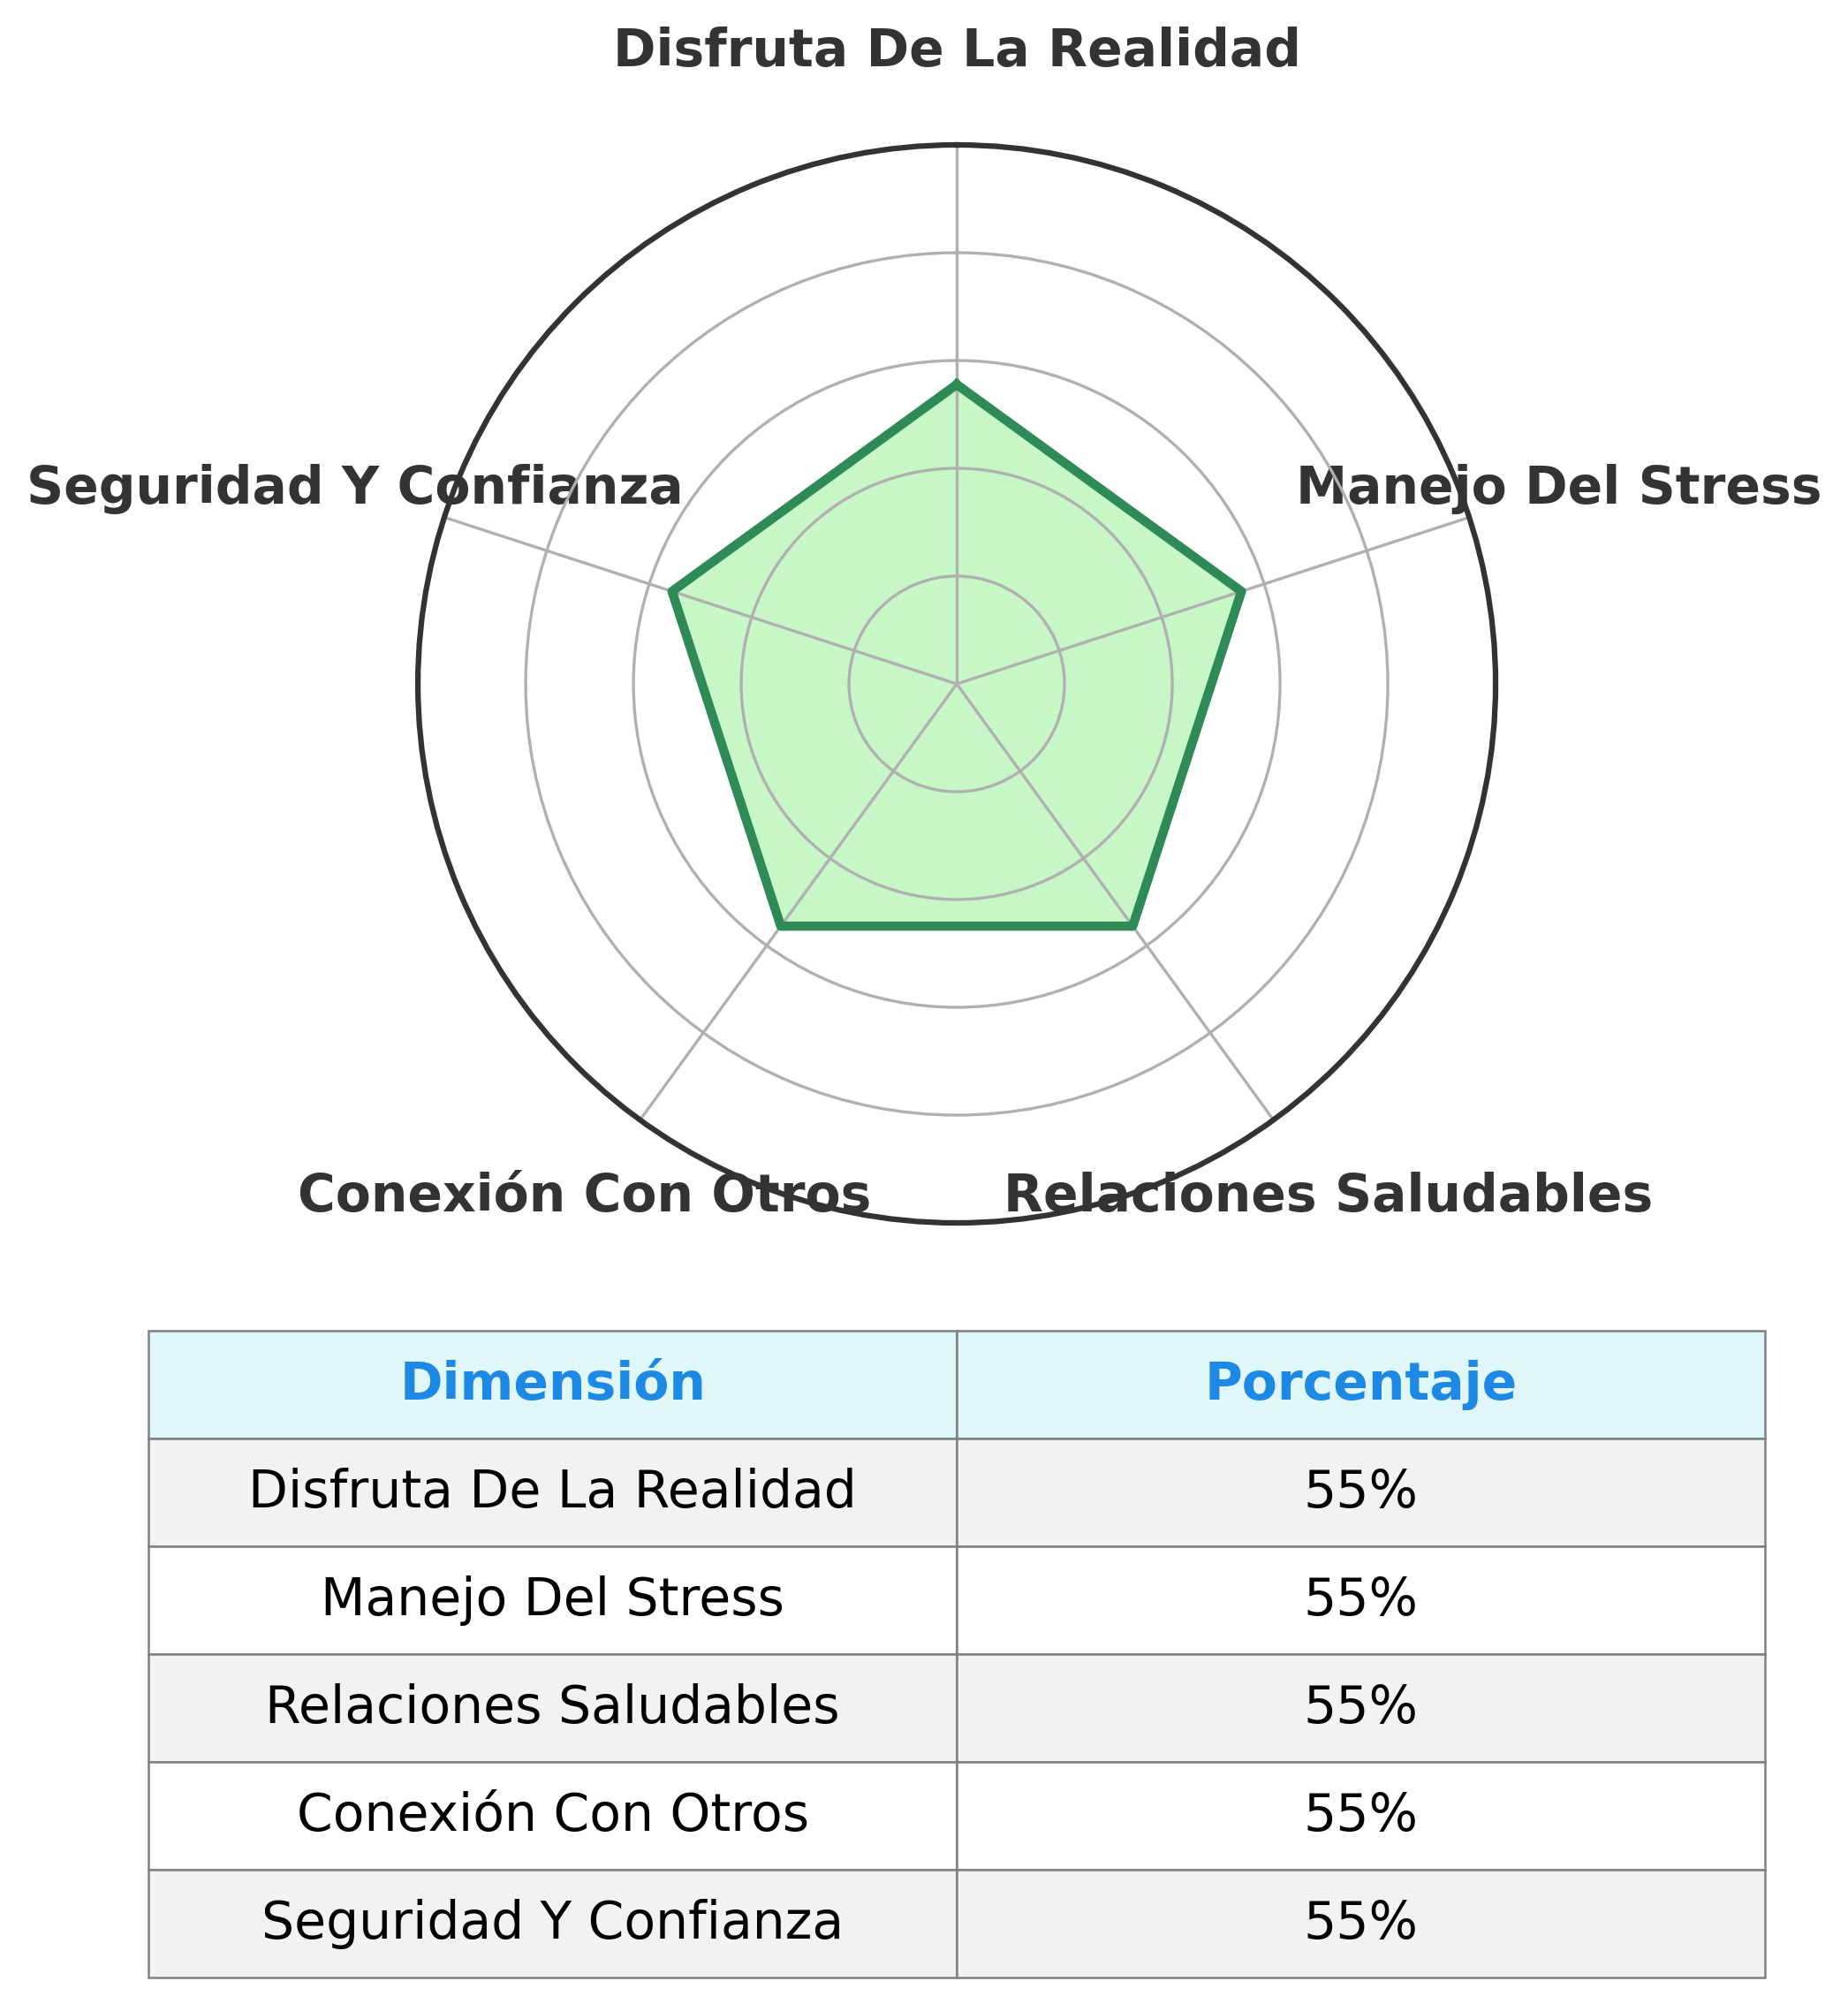 Disfruta De La Realidad
Seguridad Y Confianza
Manejo Del Stress
Conexión Con Otros
Relaciones Saludables
Dimensión Porcentaje
Disfruta De La Realidad 55%
Manejo Del Stress 55%
Relaciones Saludables 55%
Conexión Con Otros 55%
Seguridad Y Confianza 55%